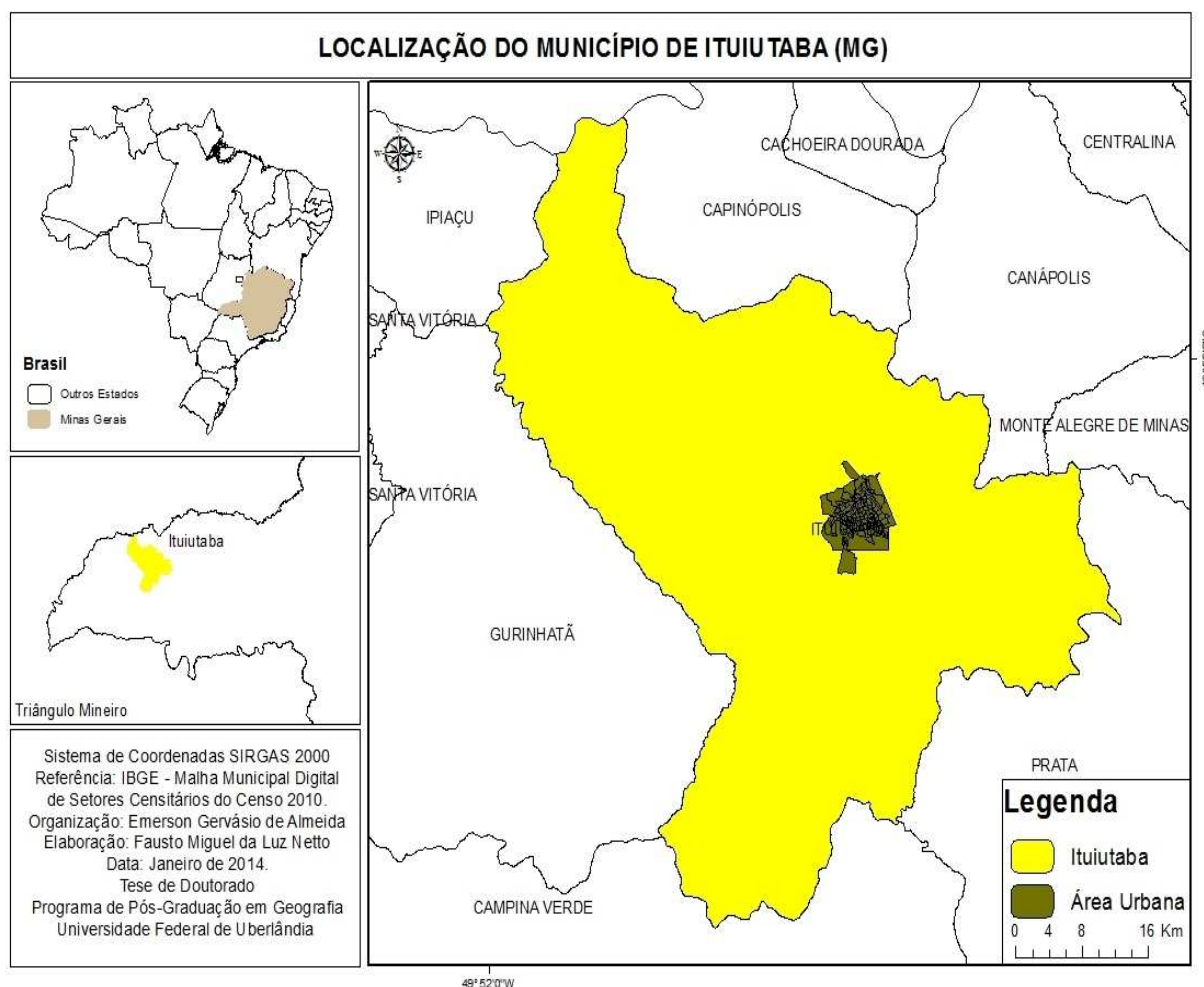 LOCALIZAÇÃO DO MUNICÍPIO DE ITUIUTABA (MG)
Brasil
Outros Estados
Minas Gerais
Ituiutaba
Triângulo Mineiro
Sistema de Coordenadas SIRGAS 2000
Referência: IBGE - Malha Municipal Digital
de Setores Censitários do Censo 2010.
Organização: Emerson Gervásio de Almeida
Elaboração: Fausto Miguel da Luz Netto
Data: Janeiro de 2014.
Tese de Doutorado
Programa de Pós-Graduação em Geografia
Universidade Federal de Uberlândia
N
W E
S
CACHOEIRA DOURADA
CENTRALINA
IPIAÇU
CAPINÓPOLIS
CANÁPOLIS
SANTA VITÓRIA
MONTE ALEGRE DE MINAS
SANTA VITÓRIA
GURINHATÃ
PRATA
CAMPINA VERDE
Legenda
Ituiutaba
Área Urbana
0 4 8 16 Km
49°52'0"W